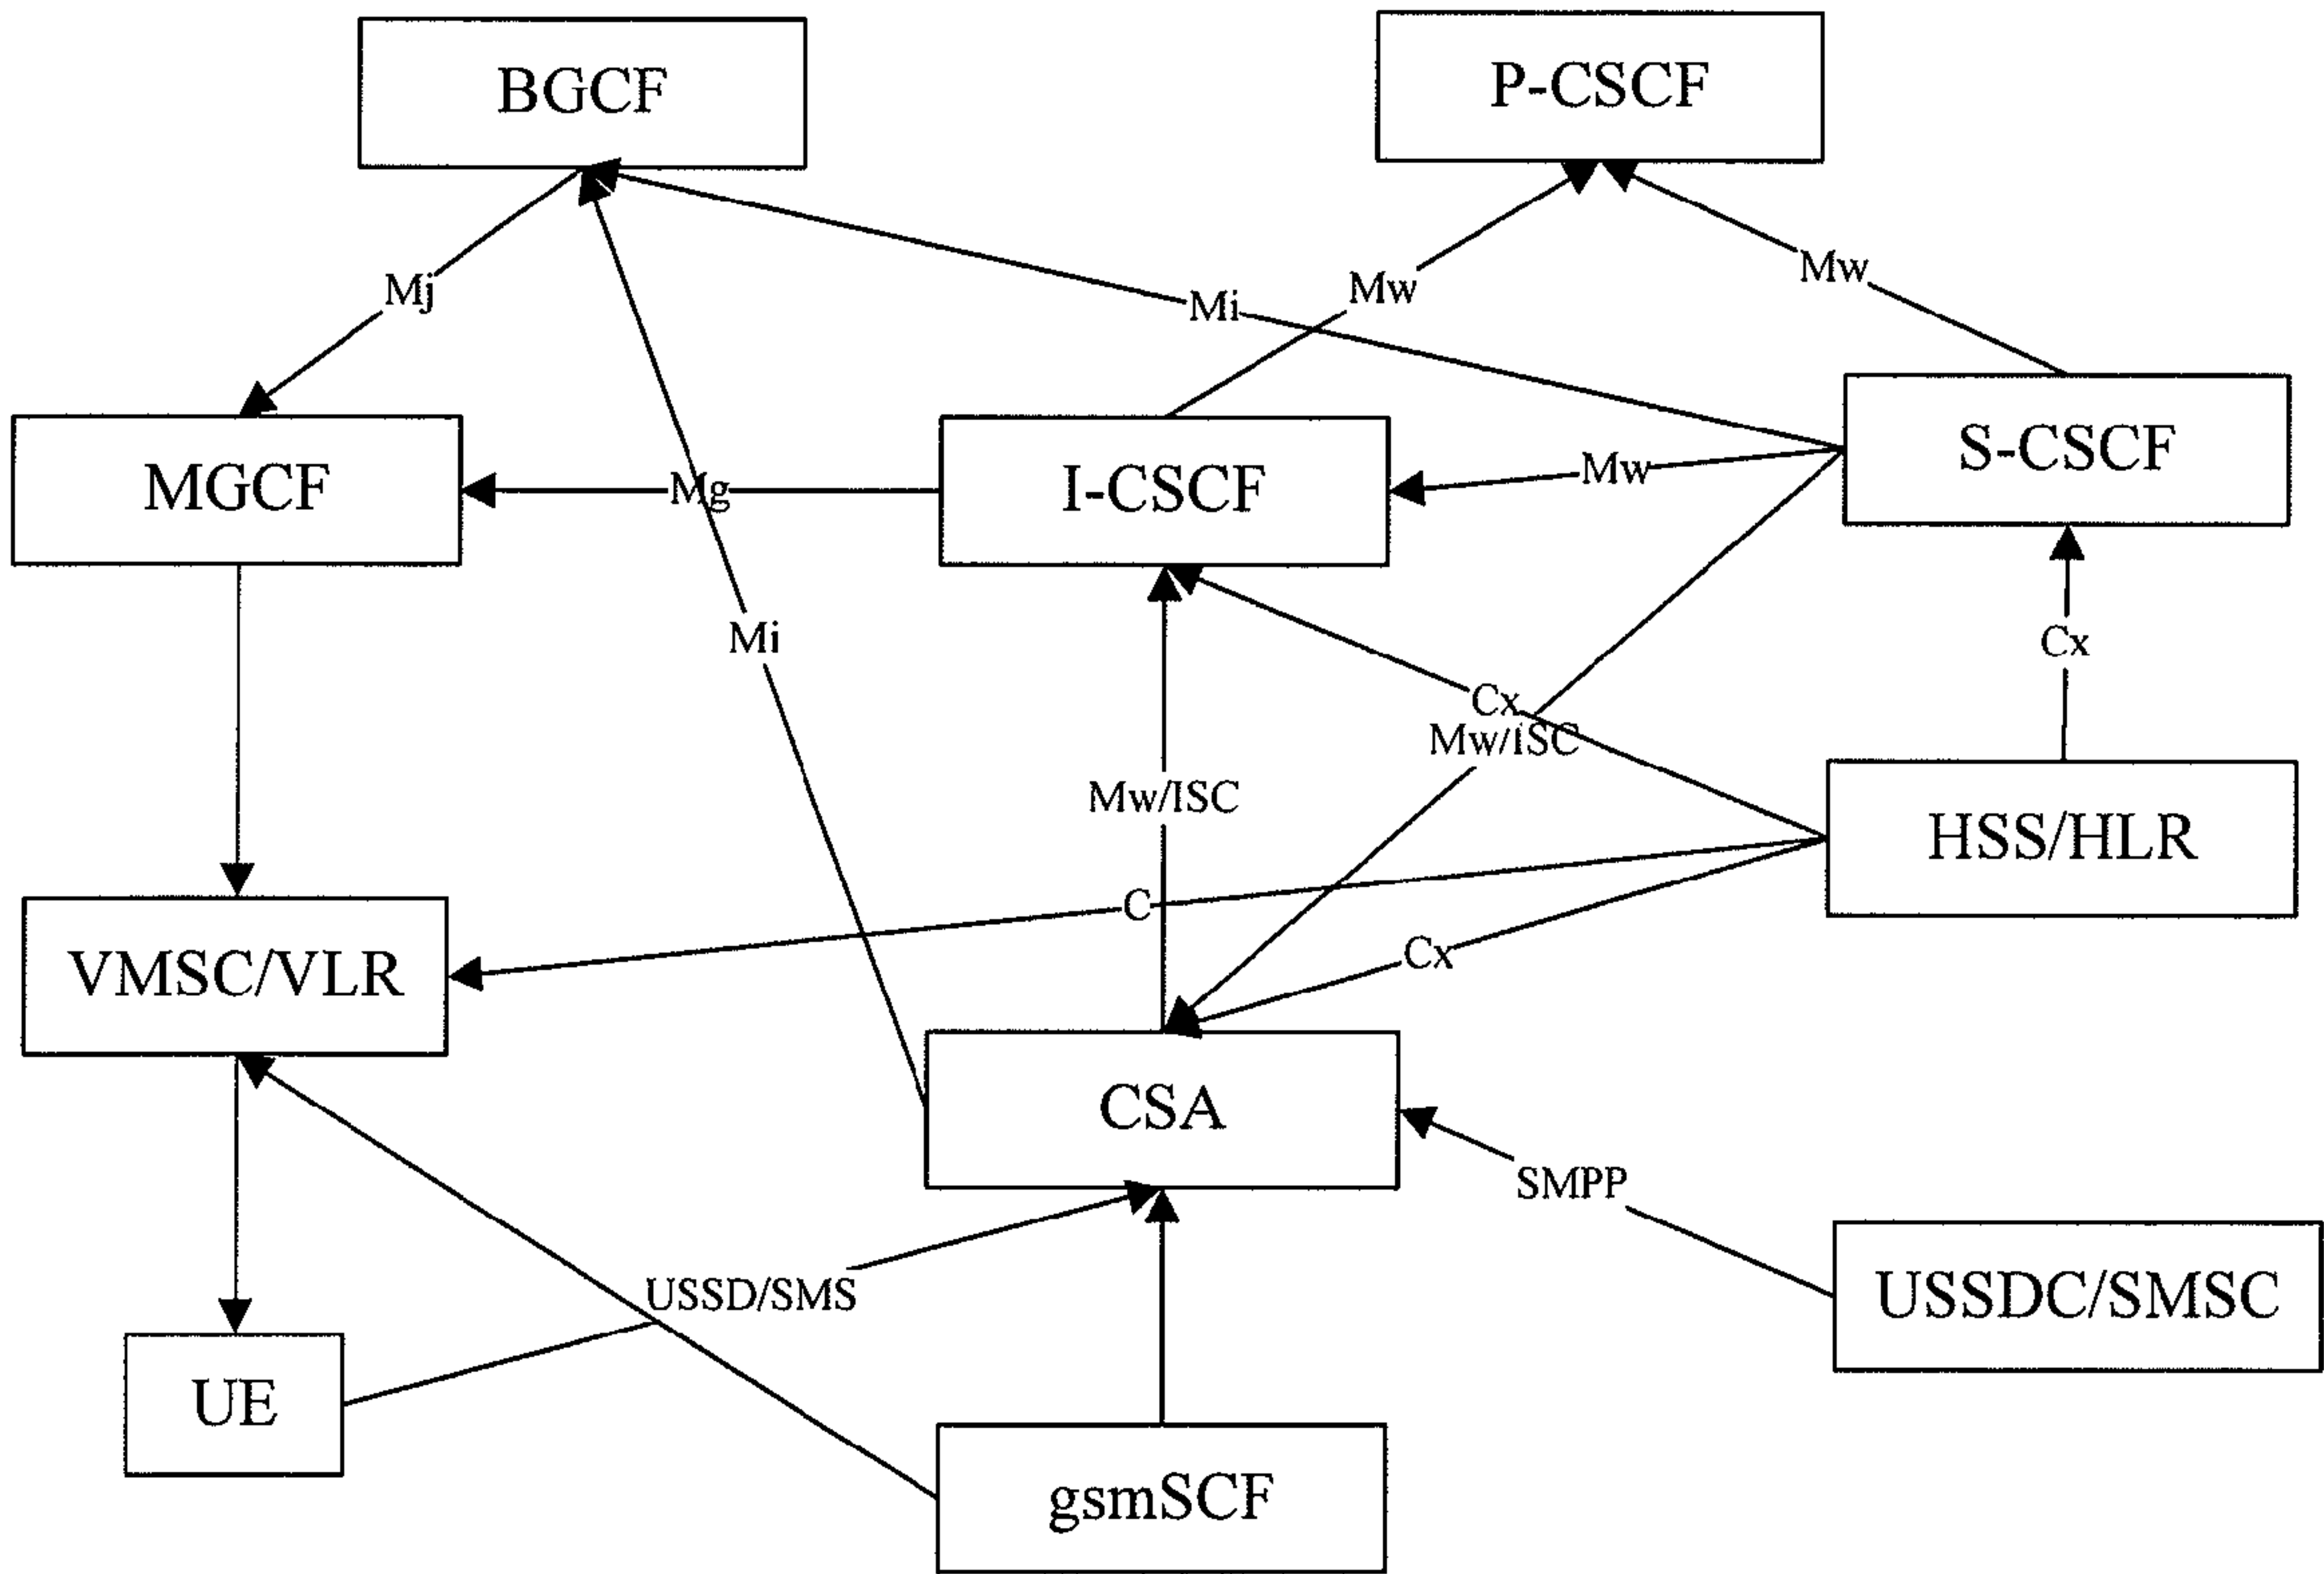 BGCF
P-CSCF
Mj
Mw
Mi
Mw
MGCF
Mg
I-CSCF
Mw
S-CSCF
Mi
Cx
Cx
Mw/ISC
Mw/ISC
HSS/HLR
C
VMSC/VLR
Cx
CSA
SMPP
USSD/SMS
USSDC/SMSC
UE
gsmSCF